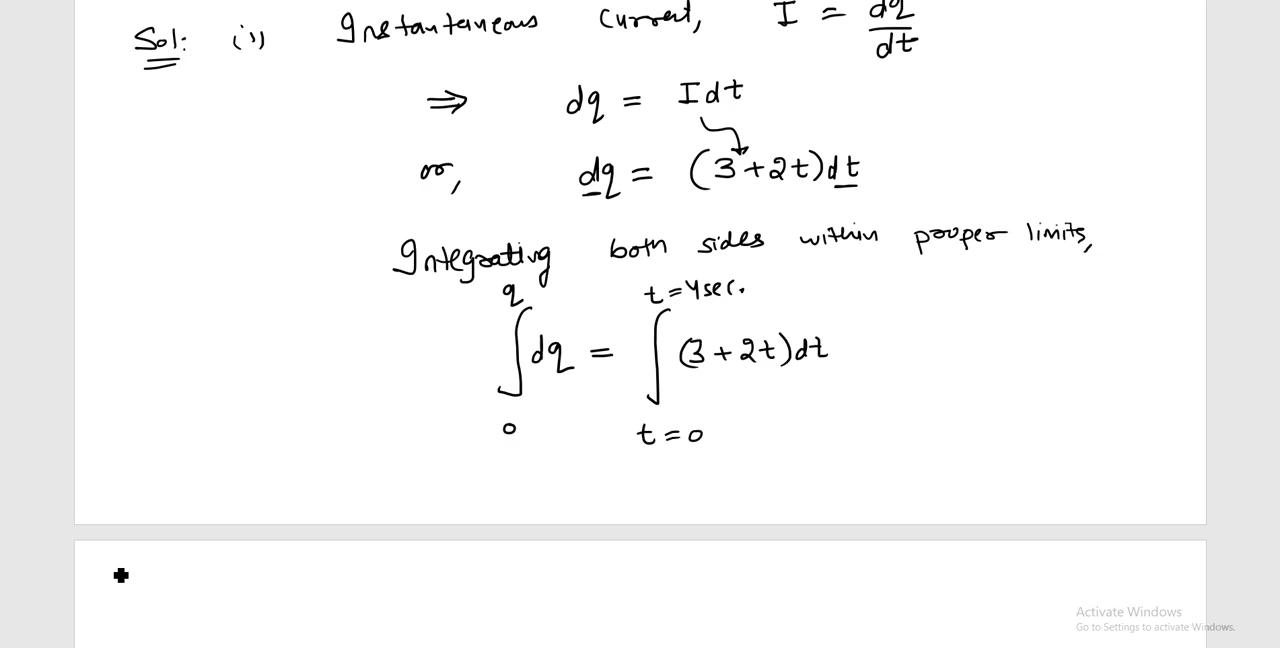 Sol: (i) Instantaneous Current, I = dq/dt
⇒ dq = Idt
or, dq = (3+2t)dt
Integrating both sides within proper limits,
q t=4sec.
∫dq = ∫(3+2t)dt
0 t=0
Activate Windows
Go to Settings to activate Windows.